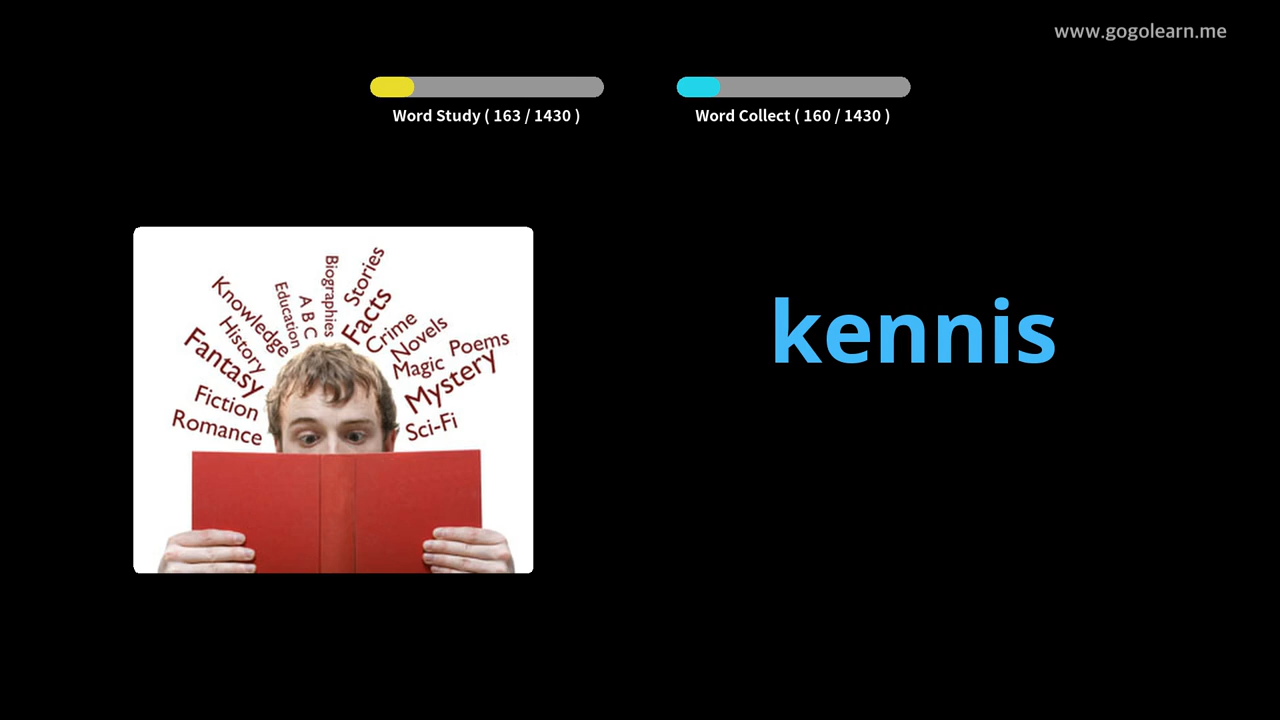 www.gogolearn.me
Word Study ( 163 / 1430 )
Word Collect ( 160 / 1430 )
kennis
Biographies
Stories
Education
A B C
Facts
Knowledge
Crime
History
Novels
Poems
Fantasy
Magic
Mystery
Fiction
Romance
Sci-Fi